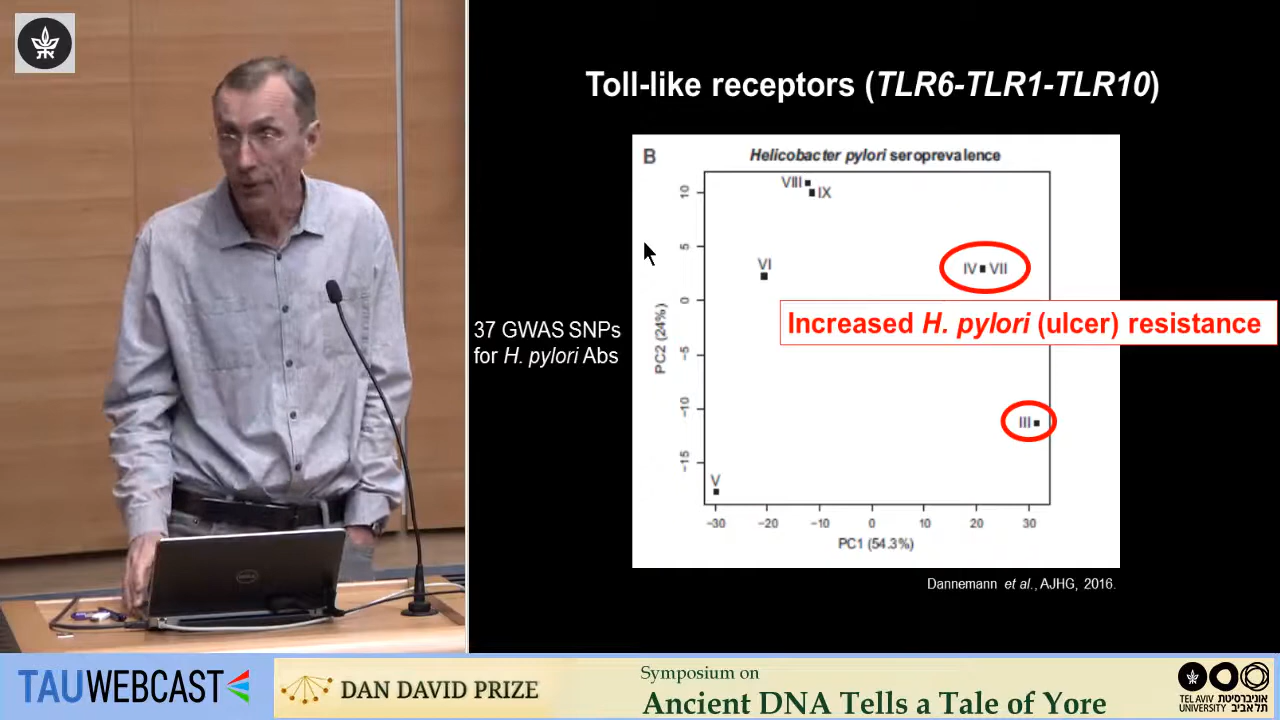 Toll-like receptors (TLR6-TLR1-TLR10)
B
Helicobacter pylori seroprevalence
10
5
0
−5
−10
−15
PC2 (24%)
VIII
IX
VI
IV
VII
III
V
Increased H. pylori (ulcer) resistance
37 GWAS SNPs
for H. pylori Abs
−30
−20
−10
0
10
20
30
PC1 (54.3%)
Dannemann et al., AJHG, 2016.
DELL
TAUWEBCAST
DAN DAVID PRIZE
Symposium on
Ancient DNA Tells a Tale of Yore
TEL AVIV
UNIVERSITY
אוניברסיטת
תל אביב